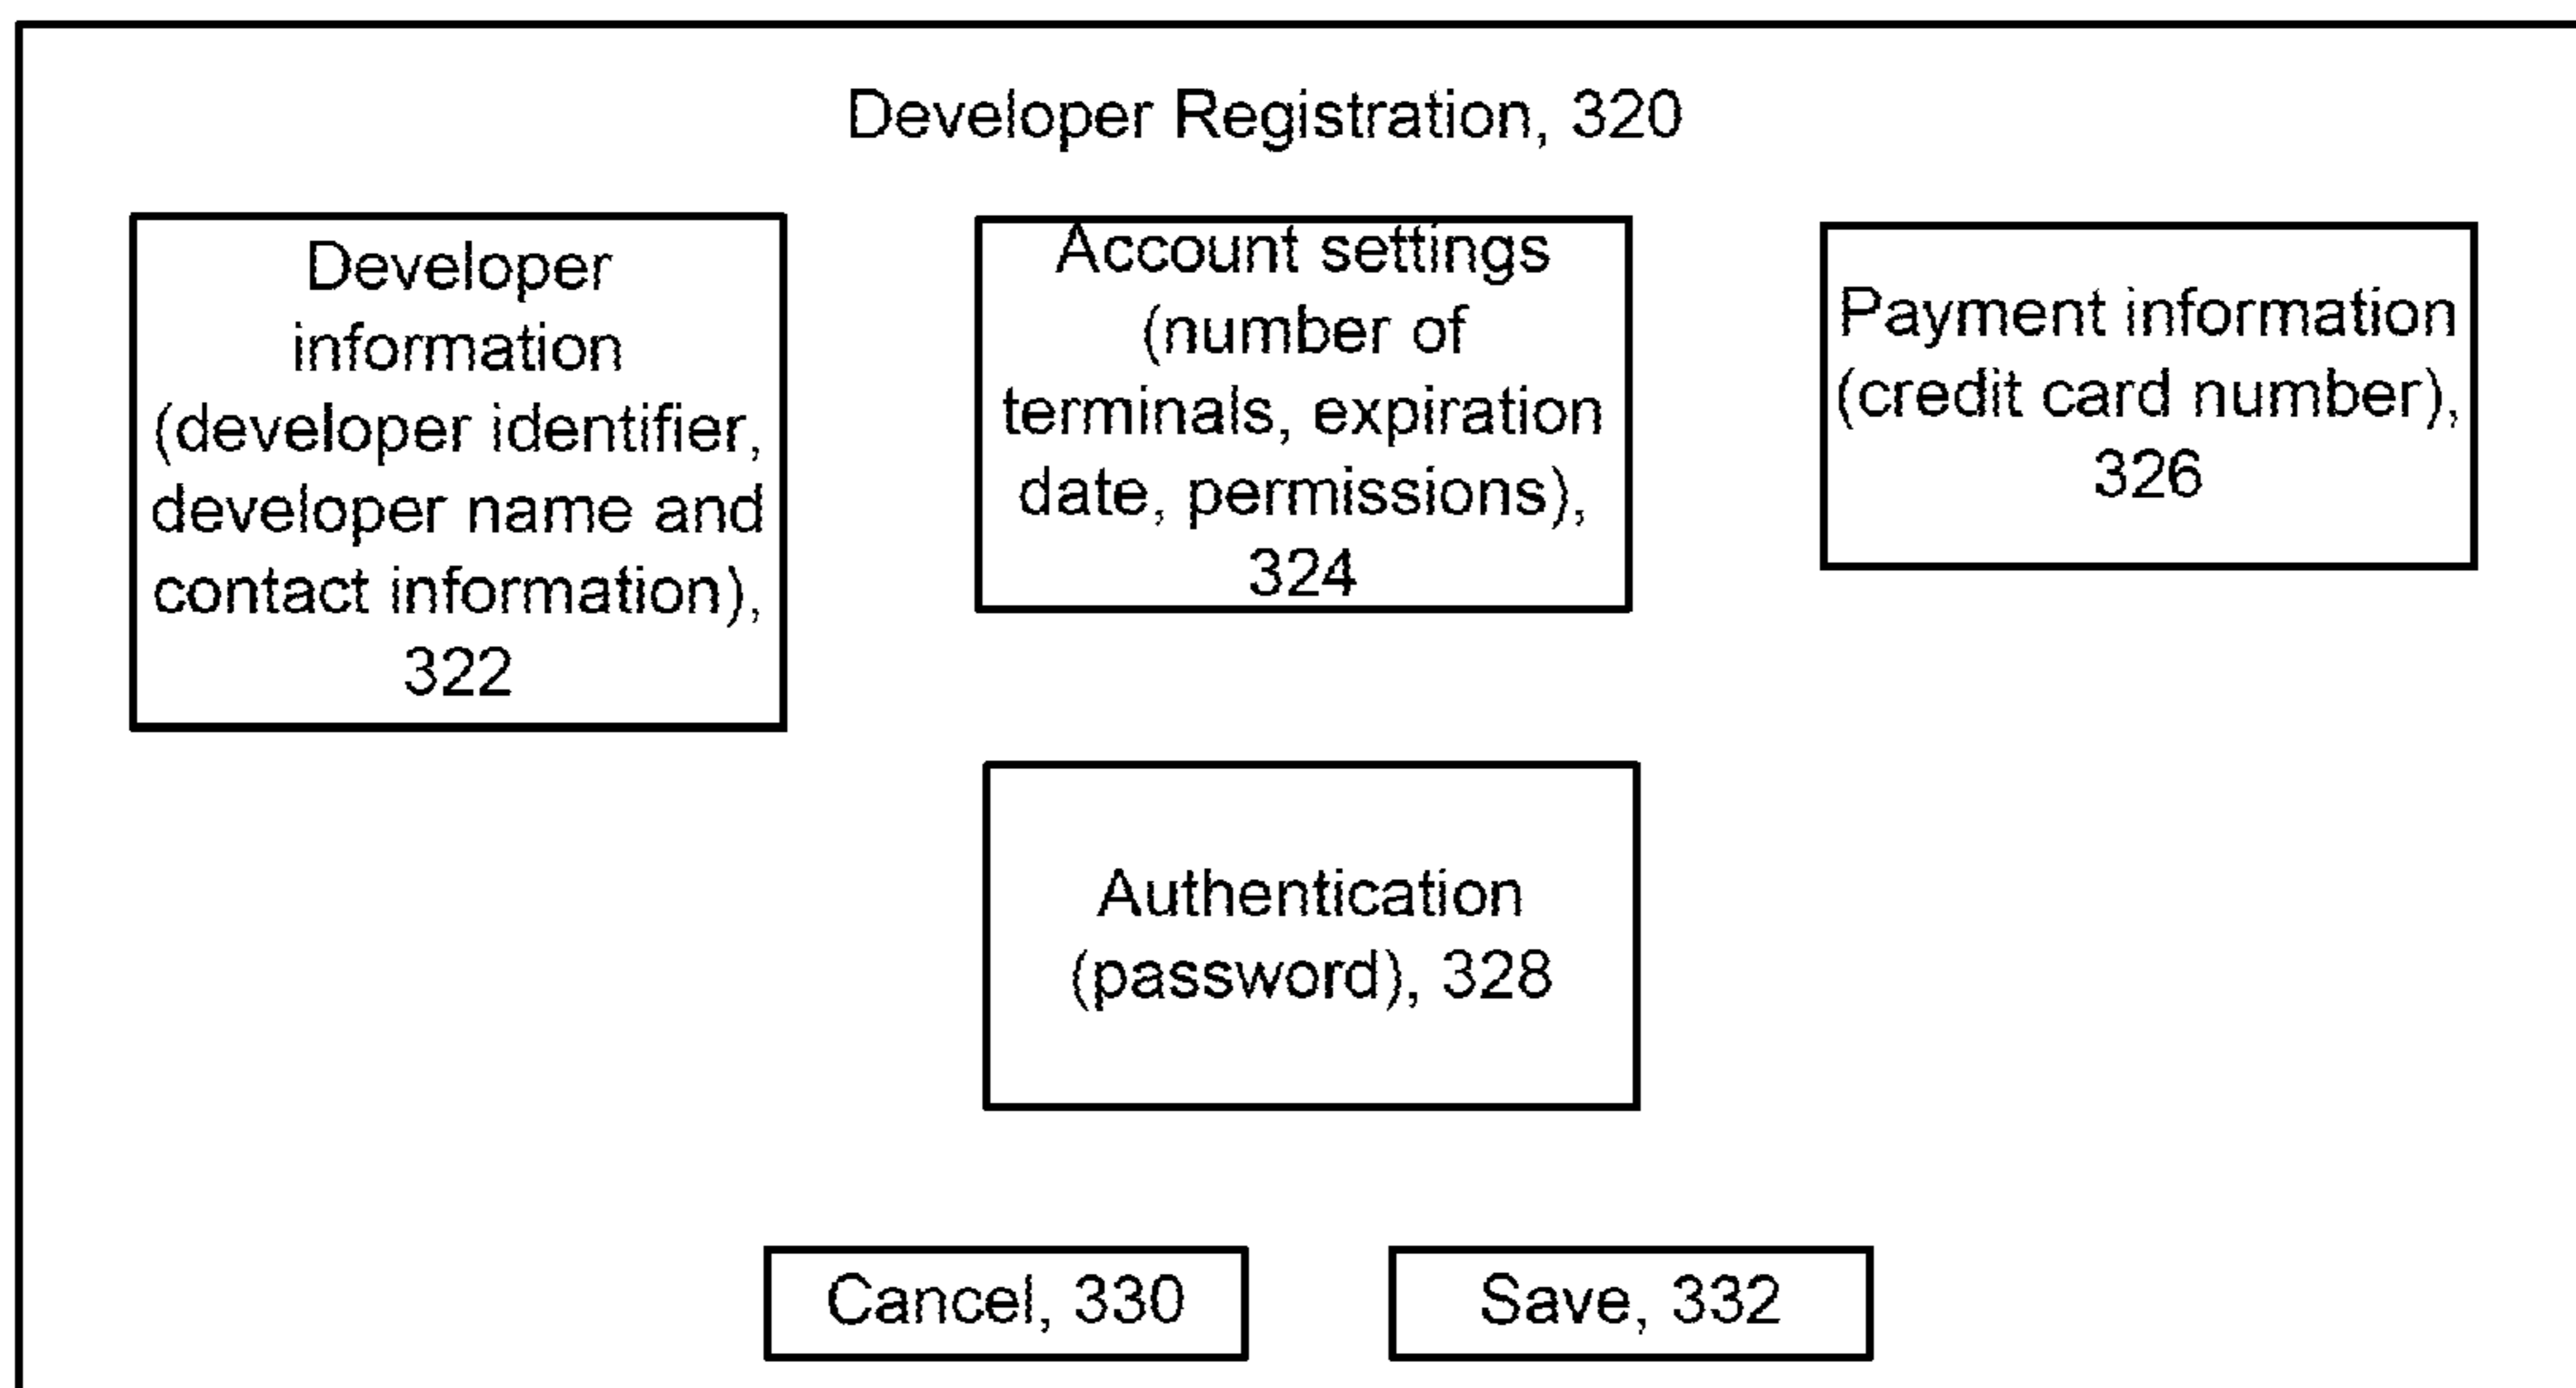 Developer Registration, 320
Developer
information
(developer identifier,
developer name and
contact information),
322
Account settings
(number of
terminals, expiration
date, permissions),
324
Payment information
(credit card number),
326
Authentication
(password), 328
Cancel, 330
Save, 332